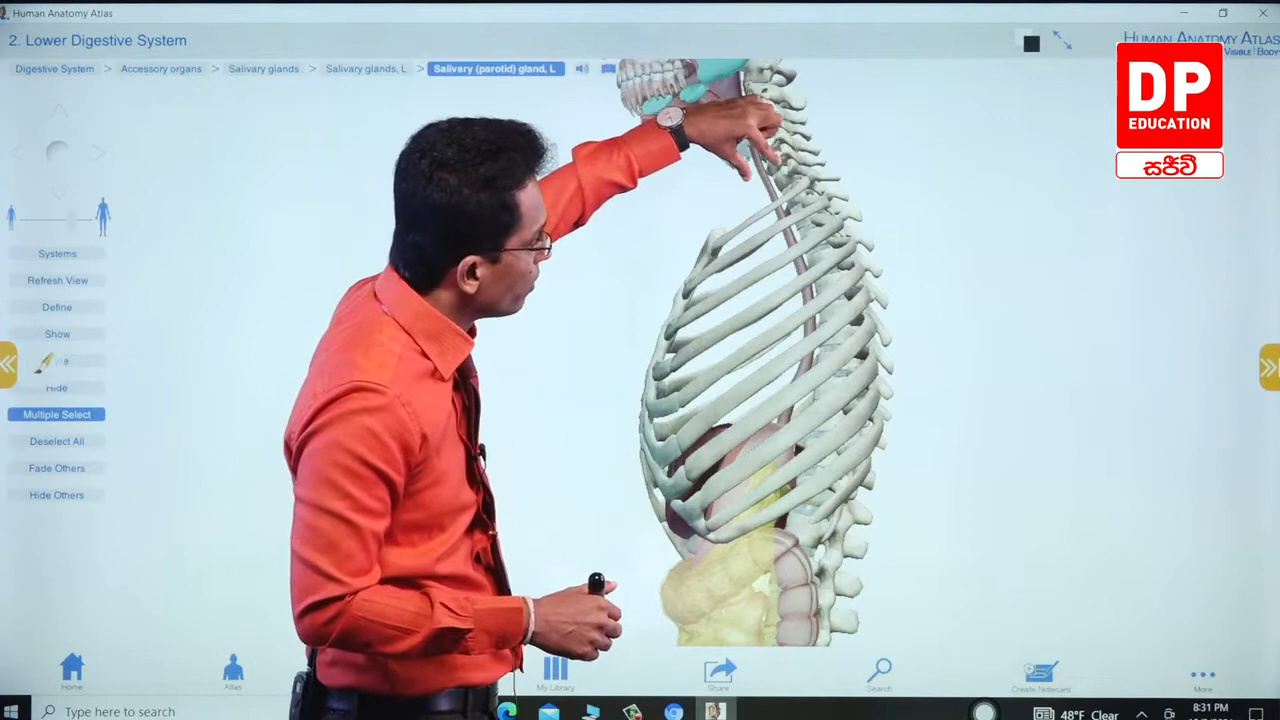 Human Anatomy Atlas
2. Lower Digestive System
HUMAN ANATOMY ATLAS
VISIBLE BODY
Digestive System > Accessory organs > Salivary glands > Salivary glands, L > Salivary (parotid) gland, L
DP
EDUCATION
සජීවී
Systems
Refresh View
Define
Show
Hide
Multiple Select
Deselect All
Fade Others
Hide Others
Home
Atlas
My Library
Share
Search
Create Notecard
More
Type here to search
48°F Clear
8:31 PM